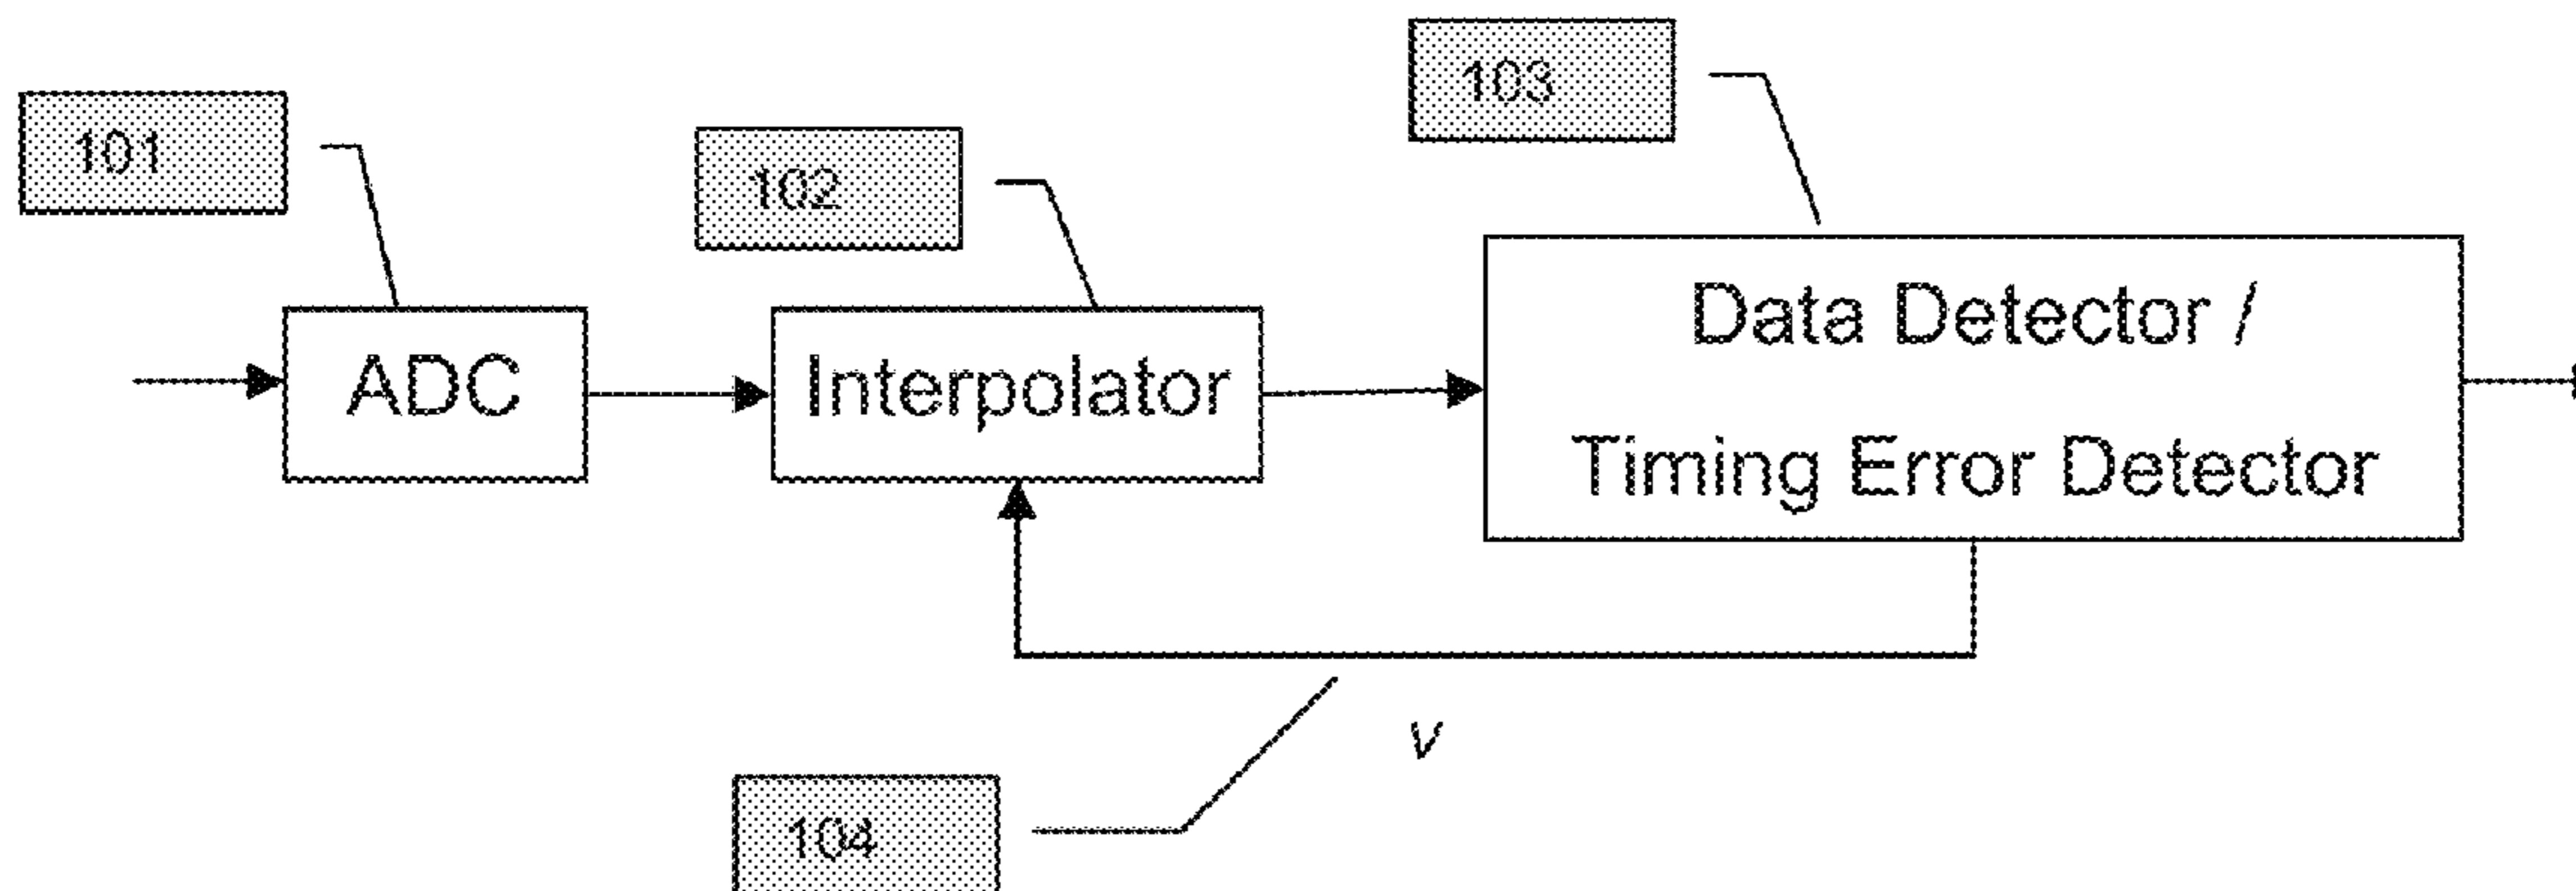 103
101
102
Data Detector /
ADC
Interpolator
Timing Error Detector
v
104